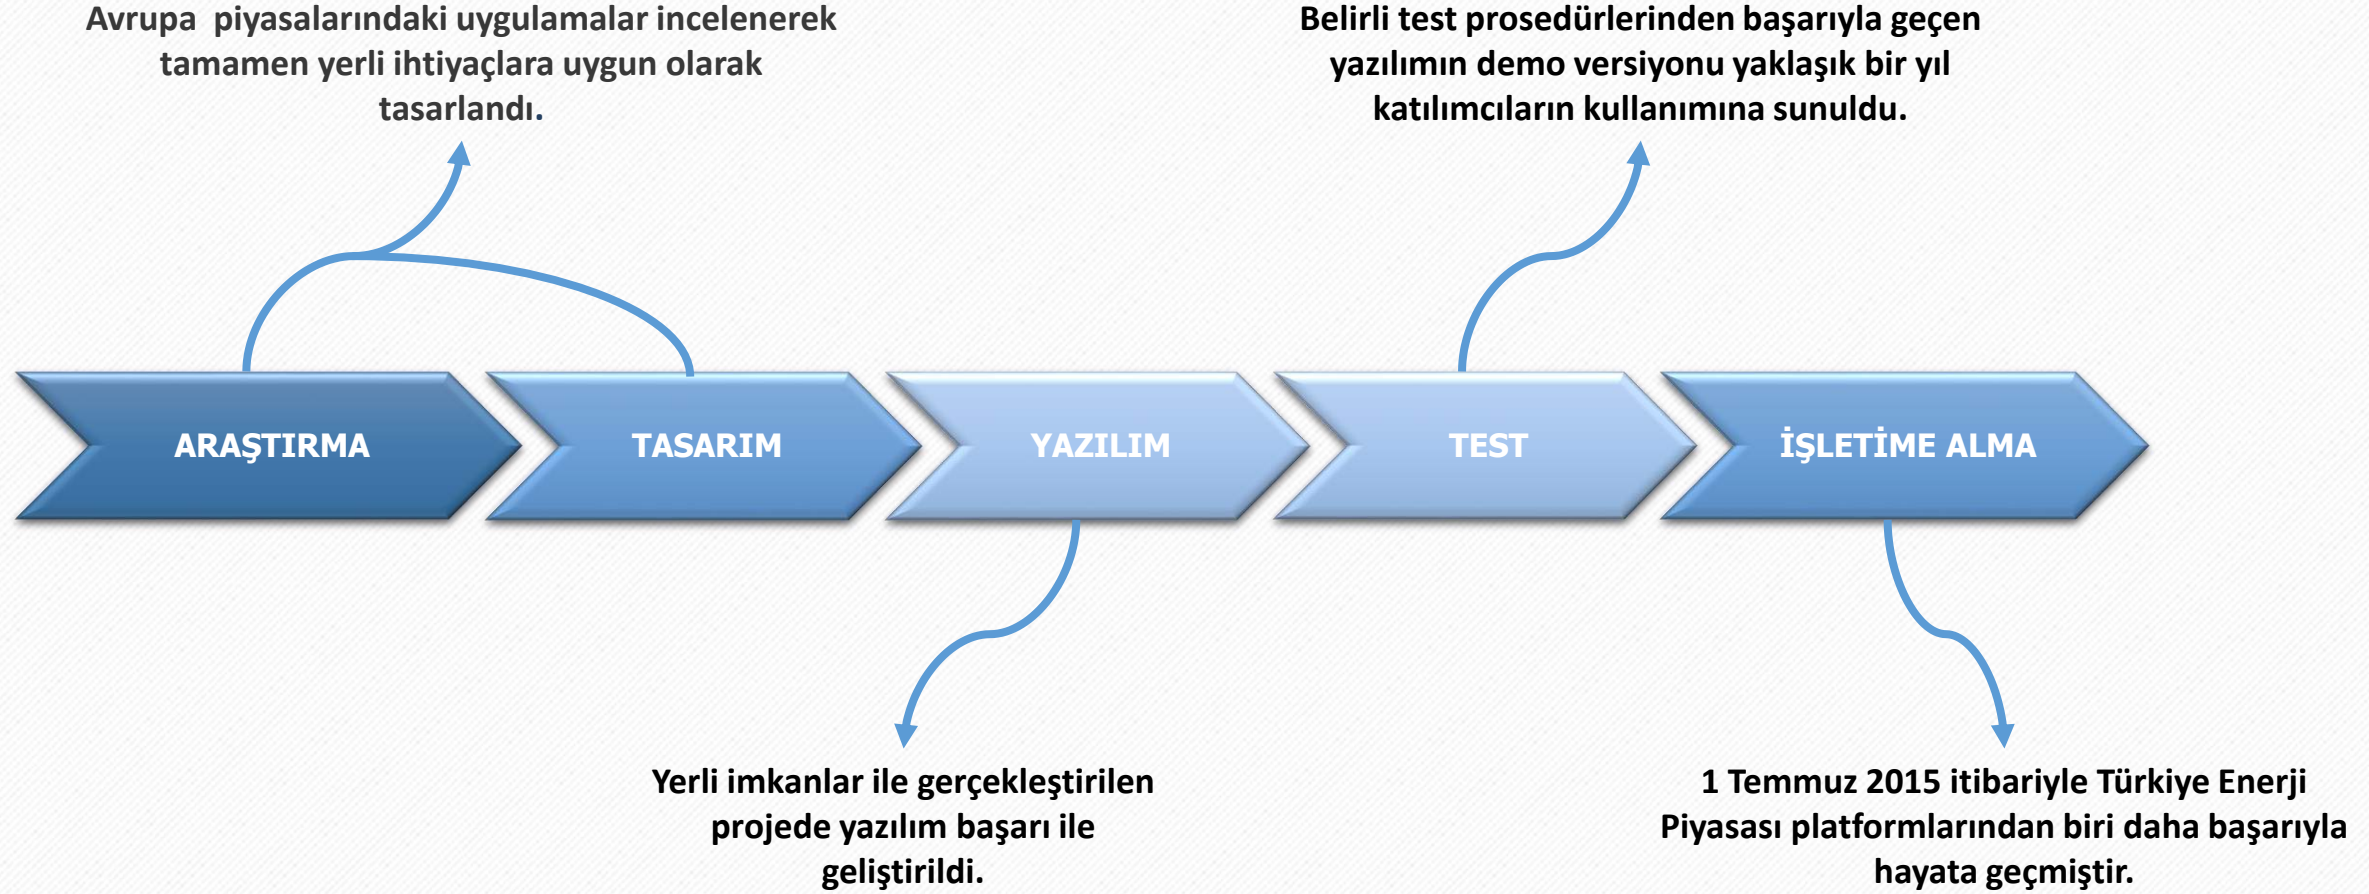 Avrupa  piyasalarındaki uygulamalar incelenerek
tamamen yerli ihtiyaçlara uygun olarak
tasarlandı.
Belirli test prosedürlerinden başarıyla geçen
yazılımın demo versiyonu yaklaşık bir yıl
katılımcıların kullanımına sunuldu.
ARAŞTIRMA
TASARIM
YAZILIM
TEST
İŞLETİME ALMA
Yerli imkanlar ile gerçekleştirilen
projede yazılım başarı ile
geliştirildi.
1 Temmuz 2015 itibariyle Türkiye Enerji
Piyasası platformlarından biri daha başarıyla
hayata geçmiştir.